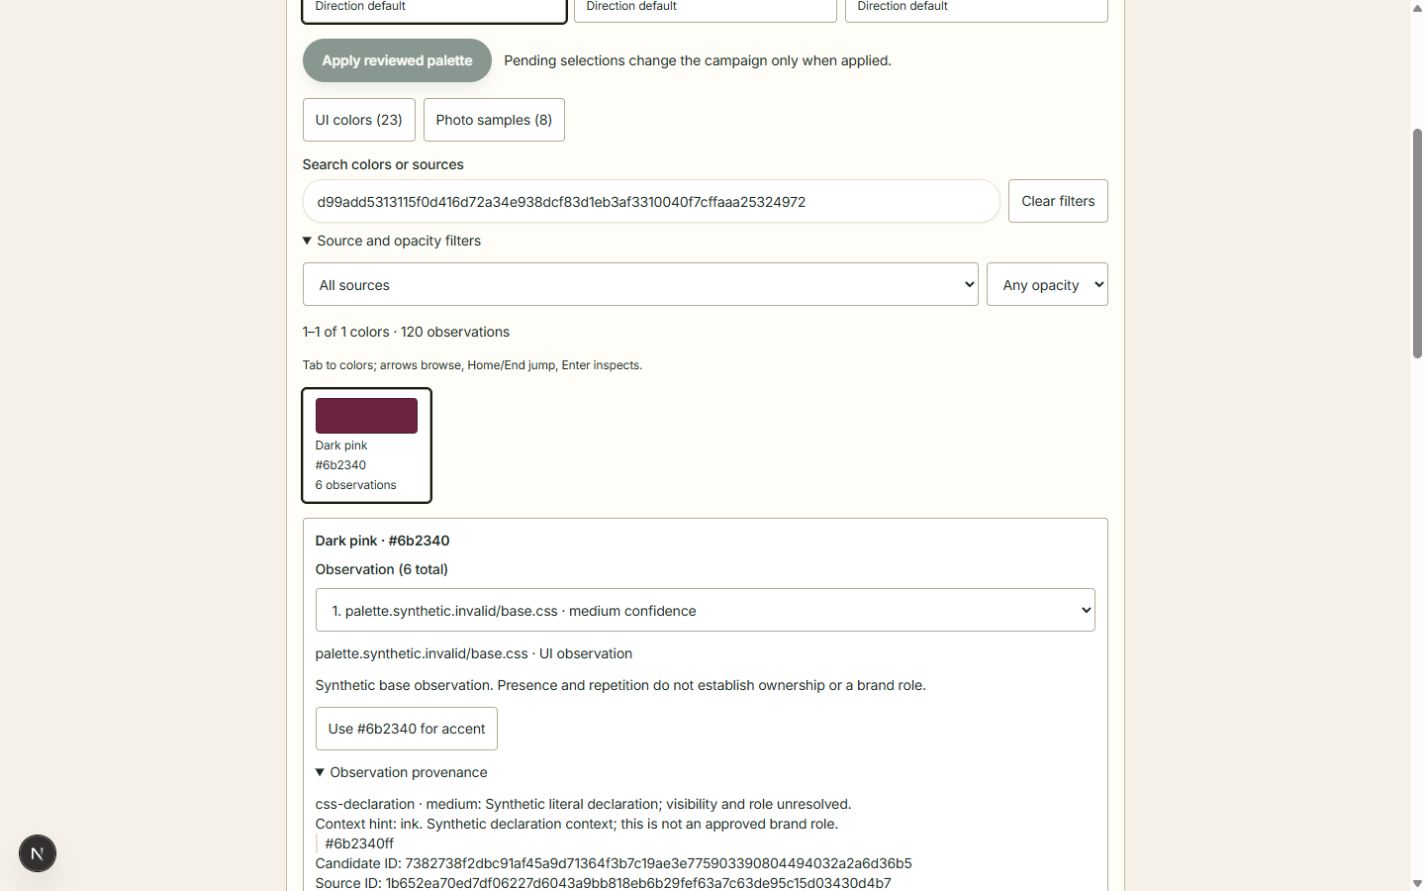 Direction default
Direction default
Direction default
Apply reviewed palette
Pending selections change the campaign only when applied.
UI colors (23)
Photo samples (8)
Search colors or sources
d99add5313115f0d416d72a34e938dcf83d1eb3af3310040f7cffaaa25324972
Clear filters
▼ Source and opacity filters
All sources
Any opacity
1–1 of 1 colors · 120 observations
Tab to colors; arrows browse, Home/End jump, Enter inspects.
Dark pink
#6b2340
6 observations
Dark pink · #6b2340
Observation (6 total)
1. palette.synthetic.invalid/base.css · medium confidence
palette.synthetic.invalid/base.css · UI observation
Synthetic base observation. Presence and repetition do not establish ownership or a brand role.
Use #6b2340 for accent
▼ Observation provenance
css-declaration · medium: Synthetic literal declaration; visibility and role unresolved.
Context hint: ink. Synthetic declaration context; this is not an approved brand role.
#6b2340ff
Candidate ID: 7382738f2dbc91af45a9d71364f3b7c19ae3e775903390804494032a2a6d36b5
Source ID: 1b652ea70ed7df06227d6043a9bb818eb6b29fef63a7c63de95c15d03430d4b7
N